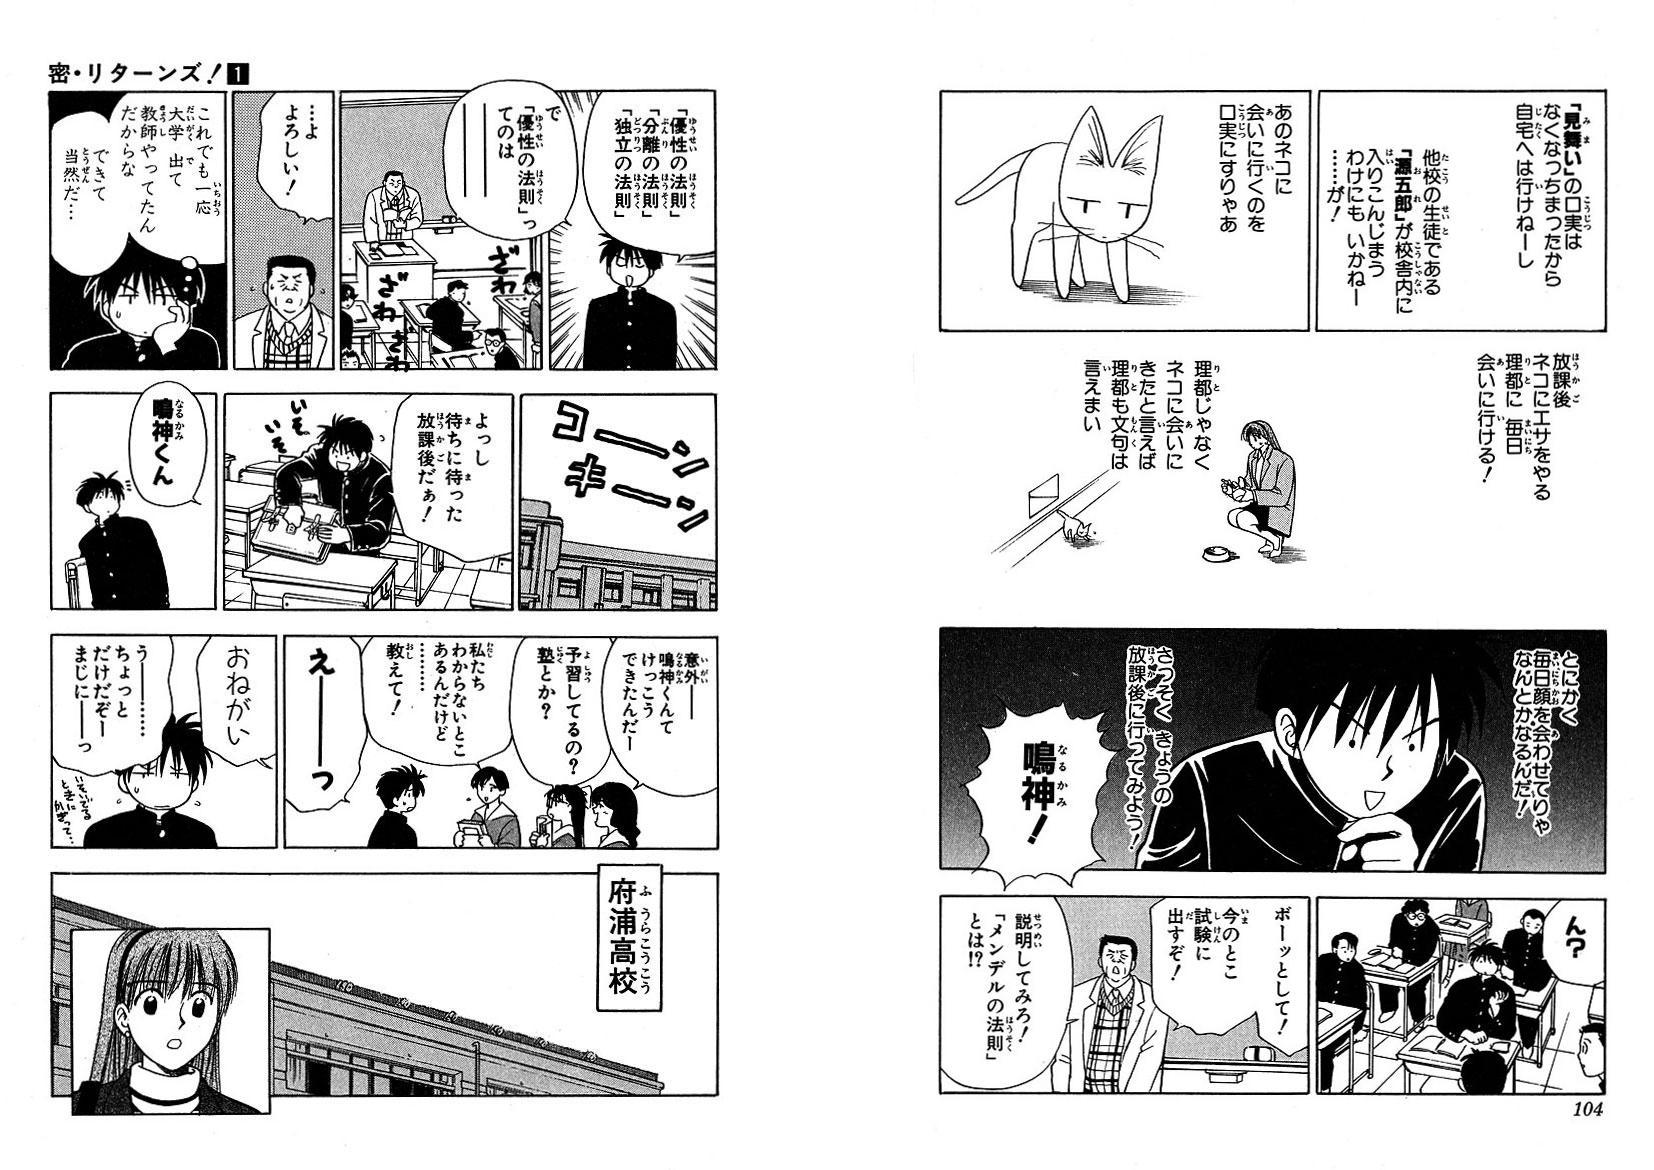 「見舞い」の口実は
なくなっちまったから
自宅へは行けねーし
他校の生徒である
「源五郎」が校舎内に
入りこんじまう
わけにも いかねー
……が！
あのネコに
会いに行くのを
口実にすりゃあ
放課後
ネコにエサをやる
理都に 毎日
会いに行ける！
理都じゃなく
ネコに会いに
きたと言えば
理都も文句は
言えまい
とにかく
毎日顔を会わせてりゃ
なんとかなるんだ！
さっそく きょうの
放課後に行ってみよう！
鳴神！
ん？
ボーッとして！
今のとこ
試験に
出すぞ！
説明してみろ！
「メンデルの法則」
とは!?
104
密・リターンズ！1
「優性の法則」
「分離の法則」
「独立の法則」
で
「優性の法則」っ
てのは
──
ざわ
ざわ
ざわ
…よ
よろしい！
これでも一応
大学 出て
教師やってたん
だからな
できて
当然だ…
コーン
キーン
よっし
待ちに待った
放課後だぁ！
いそ
いそ
鳴神くん
意外──
鳴神くんて
けっこう
できたんだー
予習してるの？
塾とか？
私たち
わからないとこ
あるんだけど
………
教えて！
えーーっ
おねがい
うー………
ちょっと
だけだぞー
まじにーーっ
いそいでる
ときに
かぎって…
府浦高校